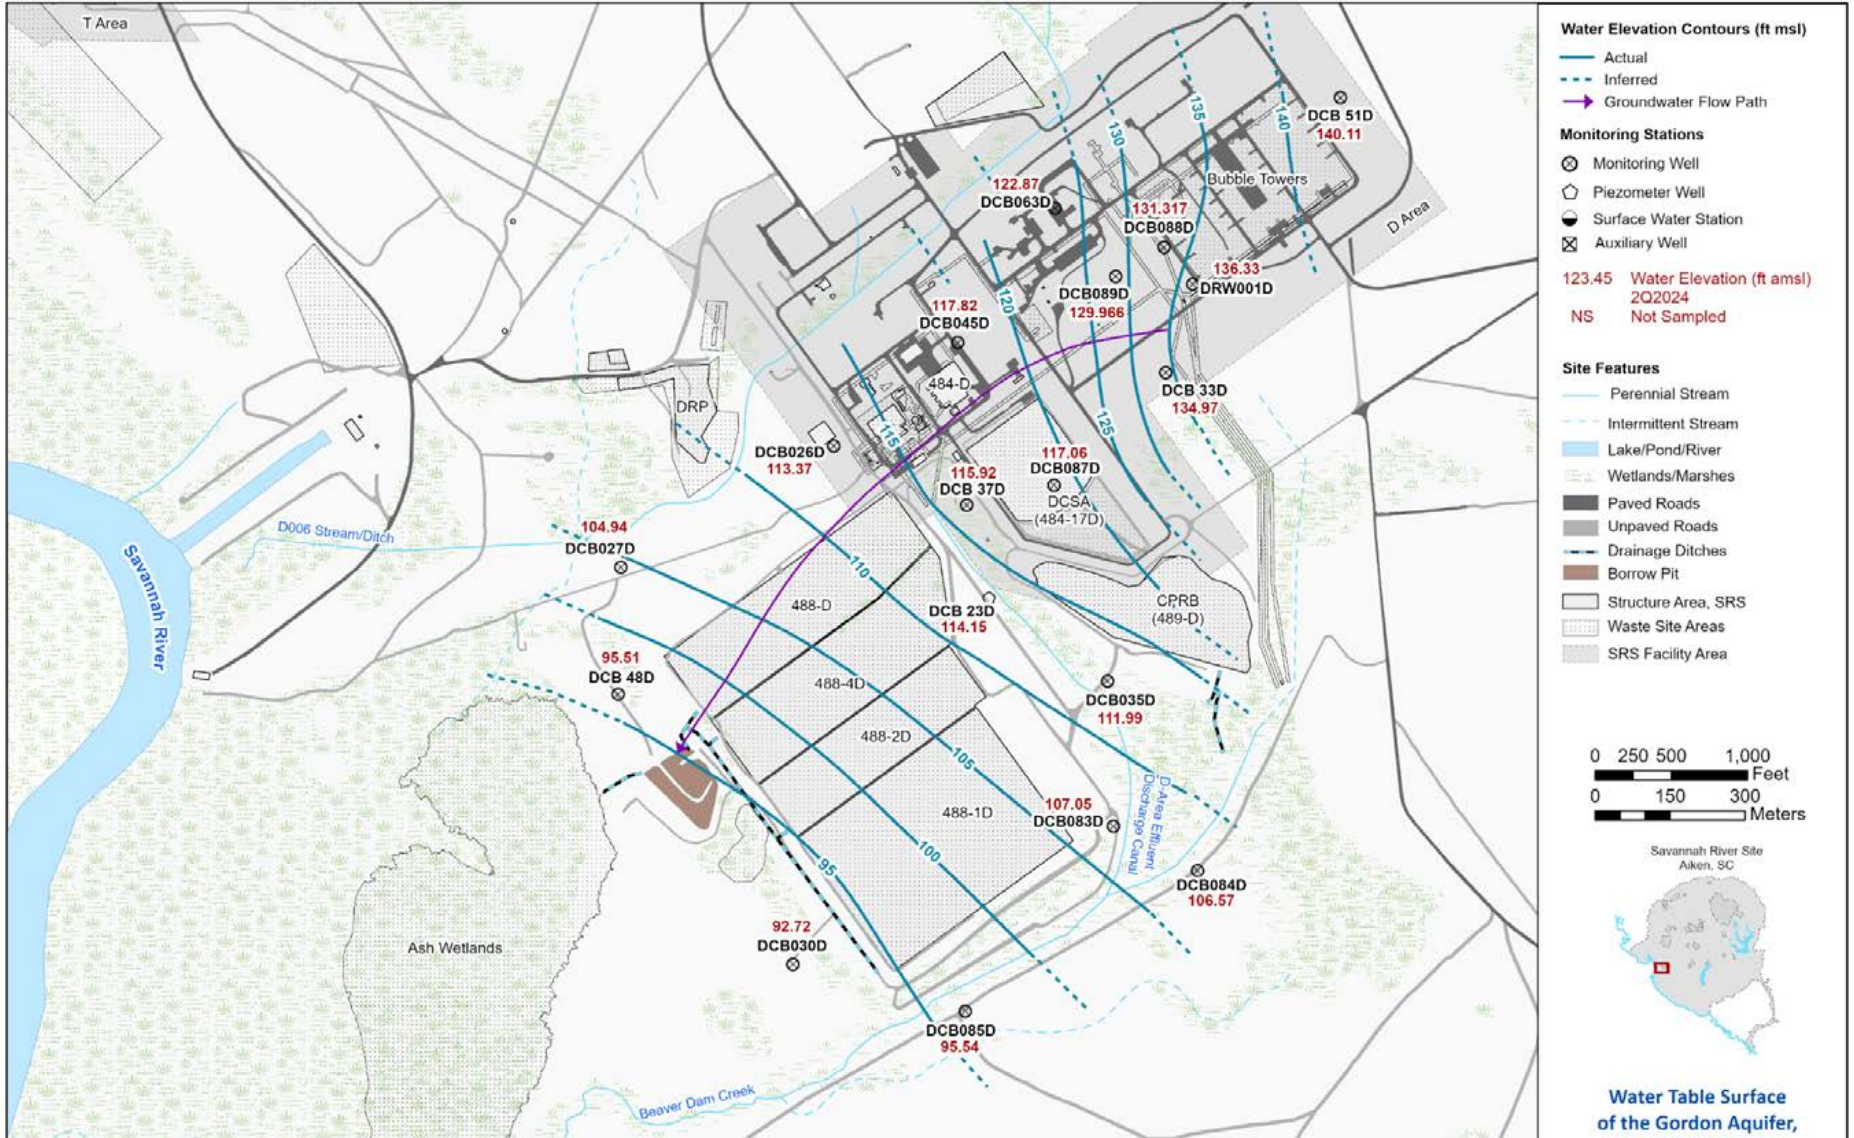 T Area
DCB 51D
140.11
140
135
130
Bubble Towers
D Area
122.87
DCB063D
131.317
DCB088D
136.33
DRW001D
DCB089D
129.966
120
117.82
DCB045D
484-D
DCB 33D
134.97
125
DRP
115
DCB026D
113.37
115.92
DCB 37D
117.06
DCB087D
DCSA
(484-17D)
104.94
DCB027D
D006 Stream/Ditch
Savannah River
110
488-D
DCB 23D
114.15
CPRB
(489-D)
95.51
DCB 48D
488-4D
DCB035D
111.99
488-2D
105
107.05
DCB083D
D-Area Effluent
Discharge Canal
488-1D
100
95
DCB084D
106.57
92.72
DCB030D
Ash Wetlands
DCB085D
95.54
Beaver Dam Creek
Water Elevation Contours (ft msl)
Actual
Inferred
Groundwater Flow Path
Monitoring Stations
Monitoring Well
Piezometer Well
Surface Water Station
Auxiliary Well
123.45 Water Elevation (ft amsl)
2Q2024
NS Not Sampled
Site Features
Perennial Stream
Intermittent Stream
Lake/Pond/River
Wetlands/Marshes
Paved Roads
Unpaved Roads
Drainage Ditches
Borrow Pit
Structure Area, SRS
Waste Site Areas
SRS Facility Area
0 250 500 1,000
Feet
0 150 300
Meters
Savannah River Site
Aiken, SC
Water Table Surface
of the Gordon Aquifer,